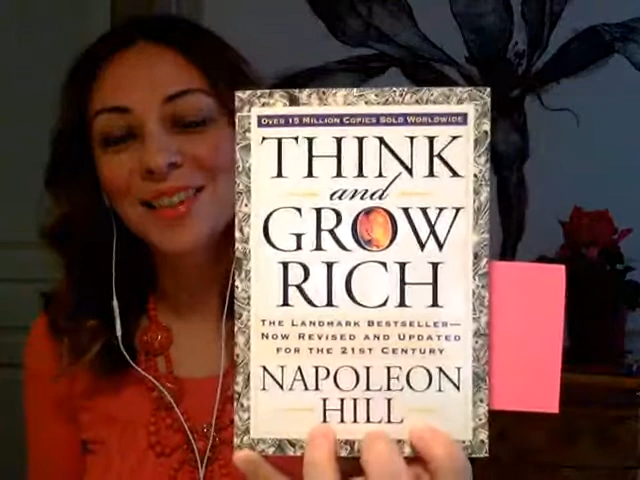 OVER 15 MILLION COPIES SOLD WORLDWIDE
THINK
and
GROW
RICH
THE LANDMARK BESTSELLER—
NOW REVISED AND UPDATED
FOR THE 21ST CENTURY
NAPOLEON
HILL